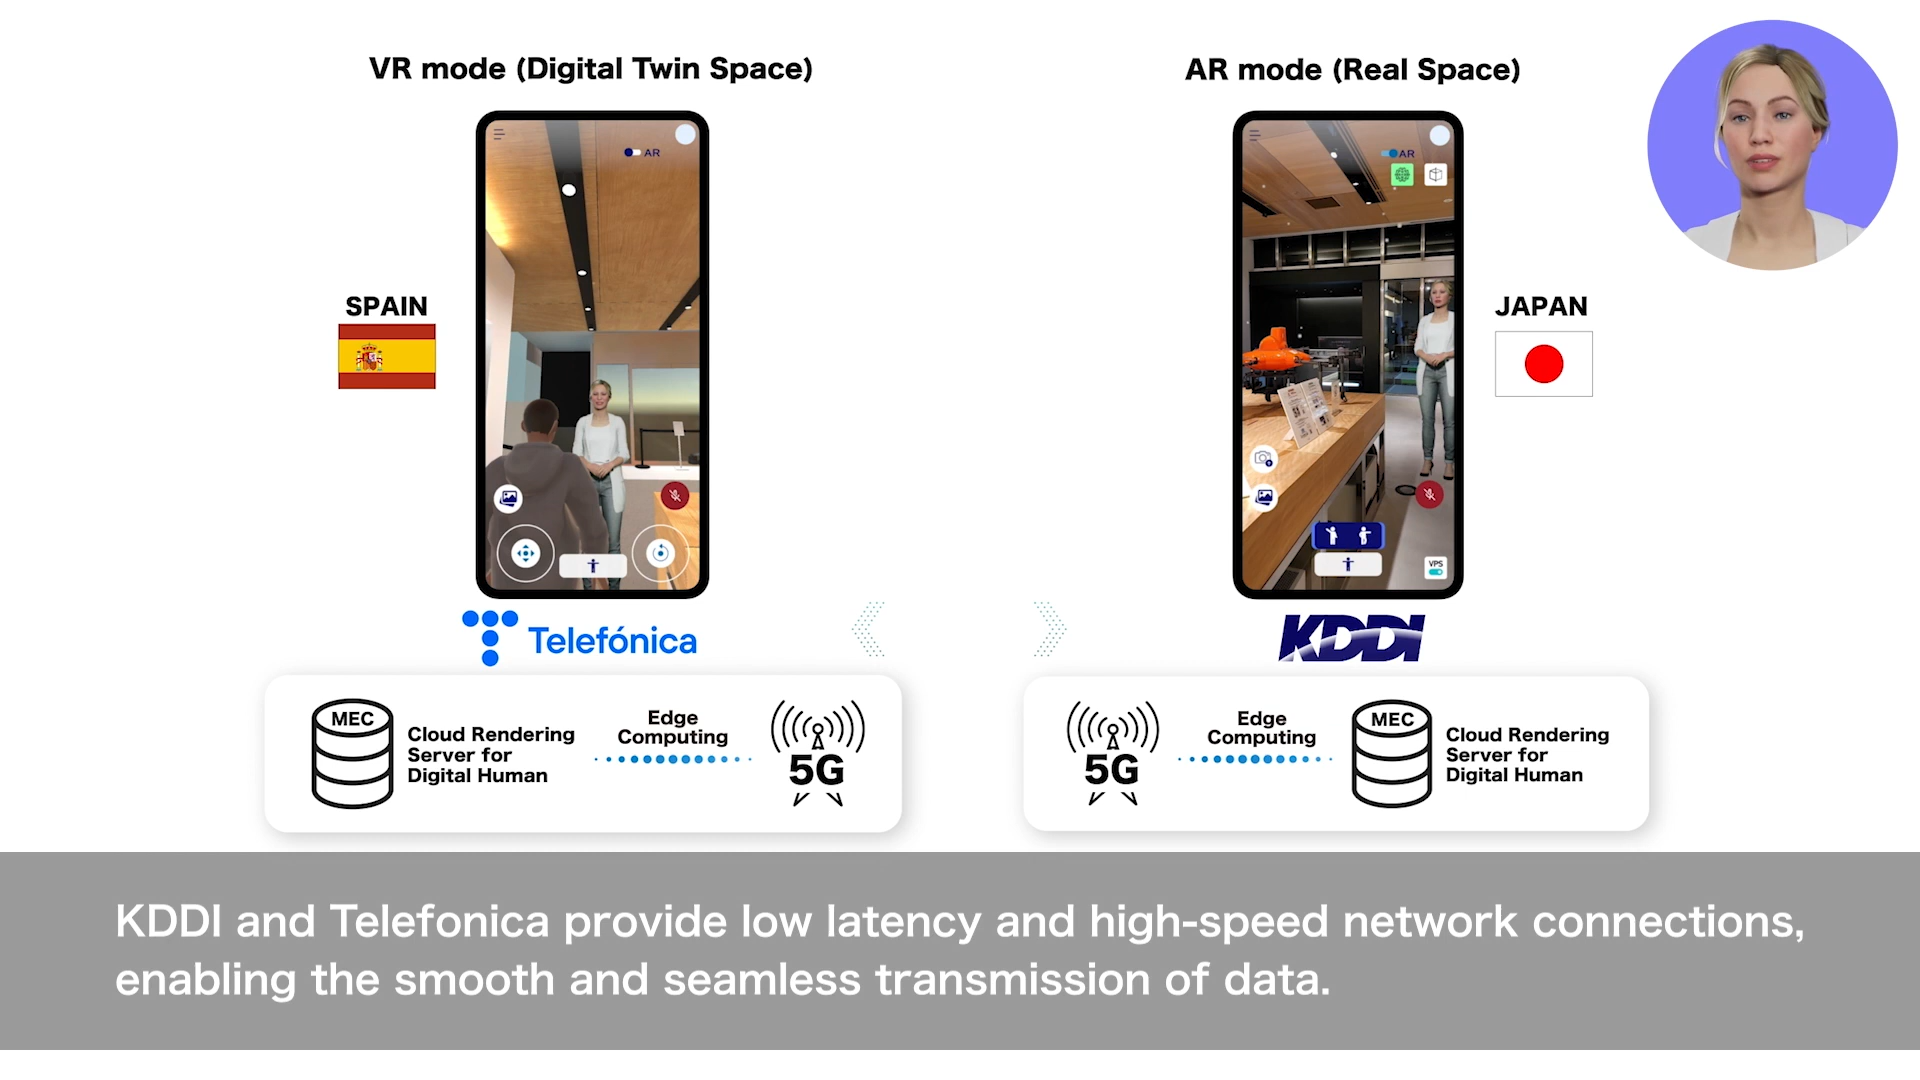 VR mode (Digital Twin Space)
AR mode (Real Space)
AR
AR
SPAIN
JAPAN
VPS
Telefónica
KDDI
MEC
Cloud Rendering
Server for
Digital Human
Edge
Computing
5G
5G
Edge
Computing
MEC
Cloud Rendering
Server for
Digital Human
KDDI and Telefonica provide low latency and high-speed network connections,
enabling the smooth and seamless transmission of data.